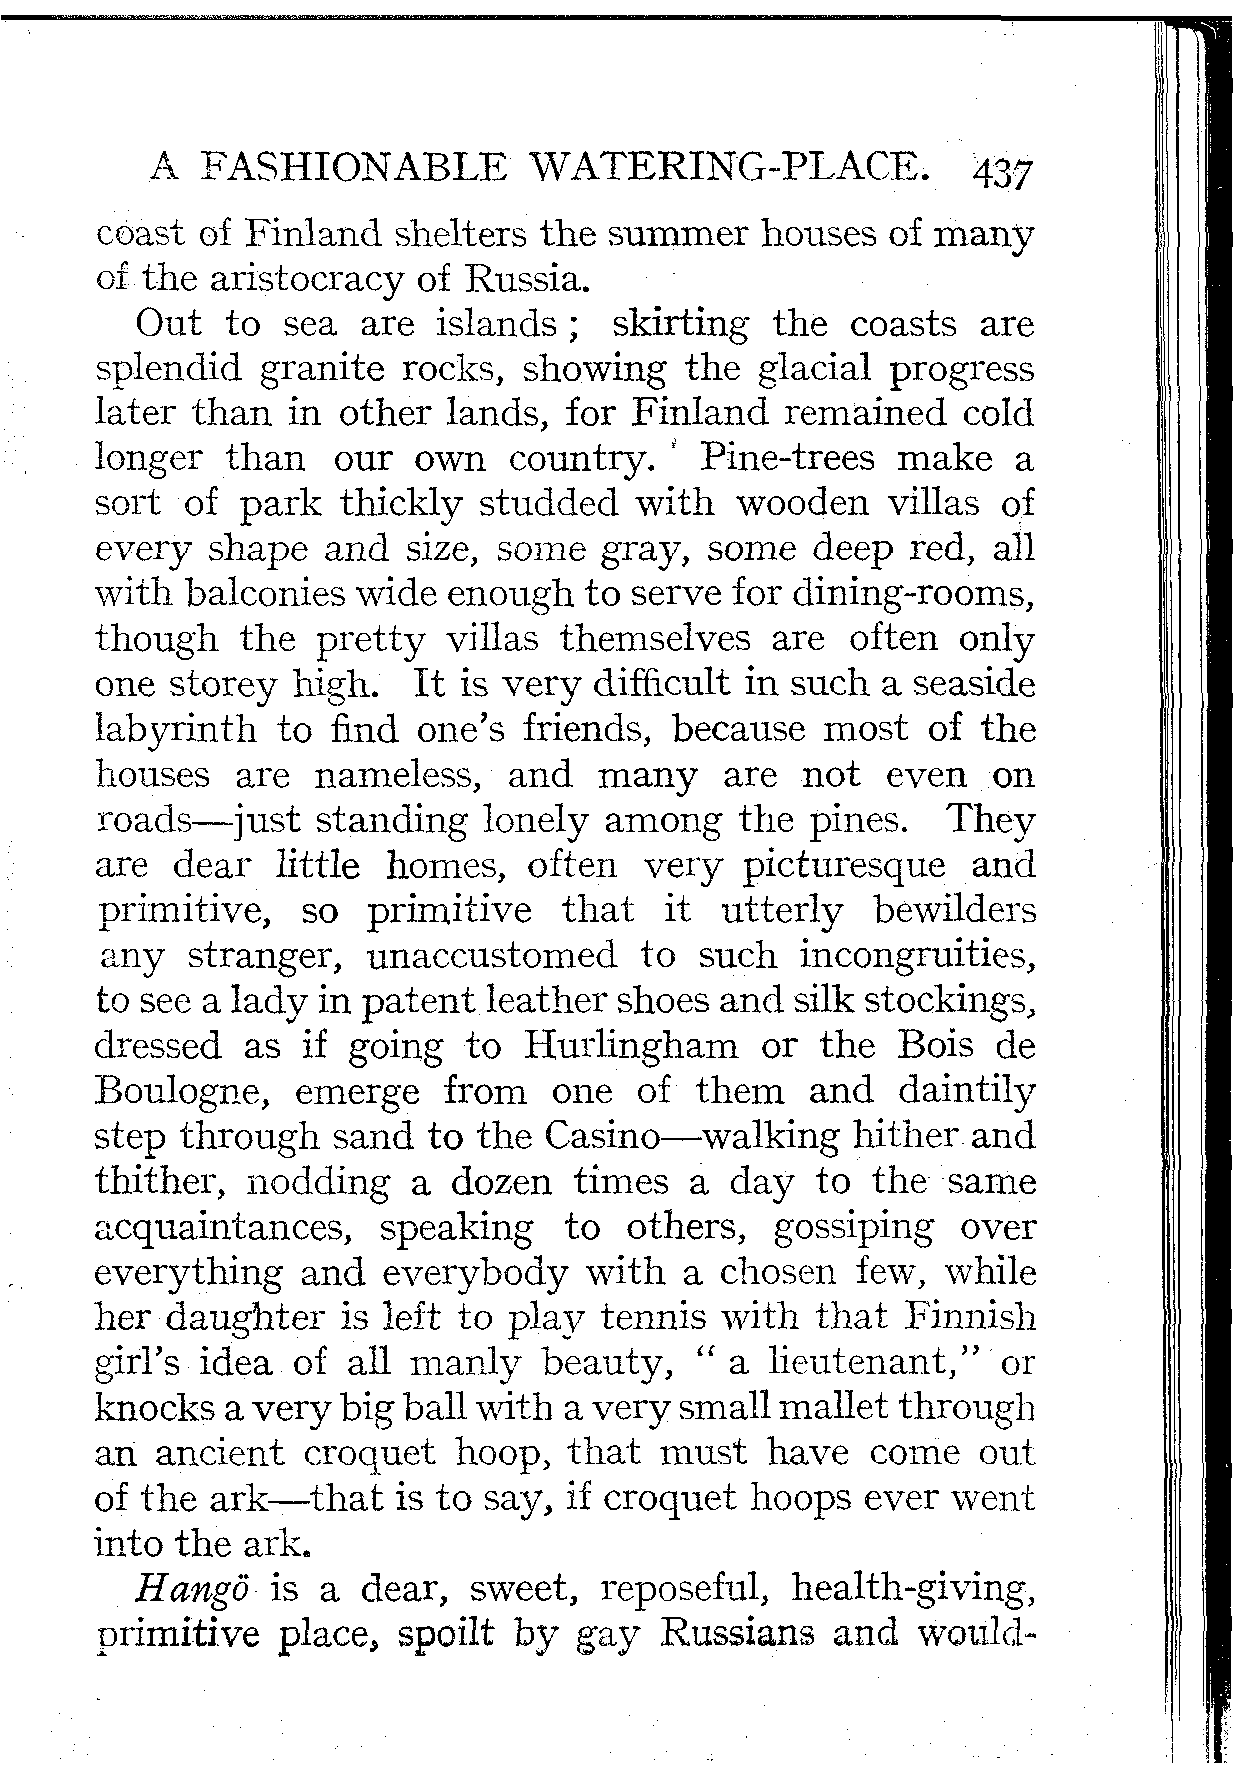 A FASHIONABLE WATERING-PLACE. 437
coast of Finland shelters the summer houses of many
of the aristocracy of Russia.
Out to sea are islands ; skirting the coasts are
splendid granite rocks, showing the glacial progress
later than in other lands, for Finland remained cold
longer than our own country. Pine-trees make a
sort of park thickly studded with wooden villas of
every shape and size, some gray, some deep red, all
with balconies wide enough to serve for dining-rooms,
though the pretty villas themselves are often only
one storey high. It is very difficult in such a seaside
labyrinth to find one's friends, because most of the
houses are nameless, and many are not even on
roads—just standing lonely among the pines. They
are dear little homes, often very picturesque and
primitive, so primitive that it utterly bewilders
any stranger, unaccustomed to such incongruities,
to see a lady in patent leather shoes and silk stockings,
dressed as if going to Hurlingham or the Bois de
Boulogne, emerge from one of them and daintily
step through sand to the Casino—walking hither and
thither, nodding a dozen times a day to the same
acquaintances, speaking to others, gossiping over
everything and everybody with a chosen few, while
her daughter is left to play tennis with that Finnish
girl's idea of all manly beauty, " a lieutenant," or
knocks a very big ball with a very small mallet through
an ancient croquet hoop, that must have come out
of the ark—that is to say, if croquet hoops ever went
into the ark.
Hangö is a dear, sweet, reposeful, health-giving,
primitive place, spoilt by gay Russians and would-